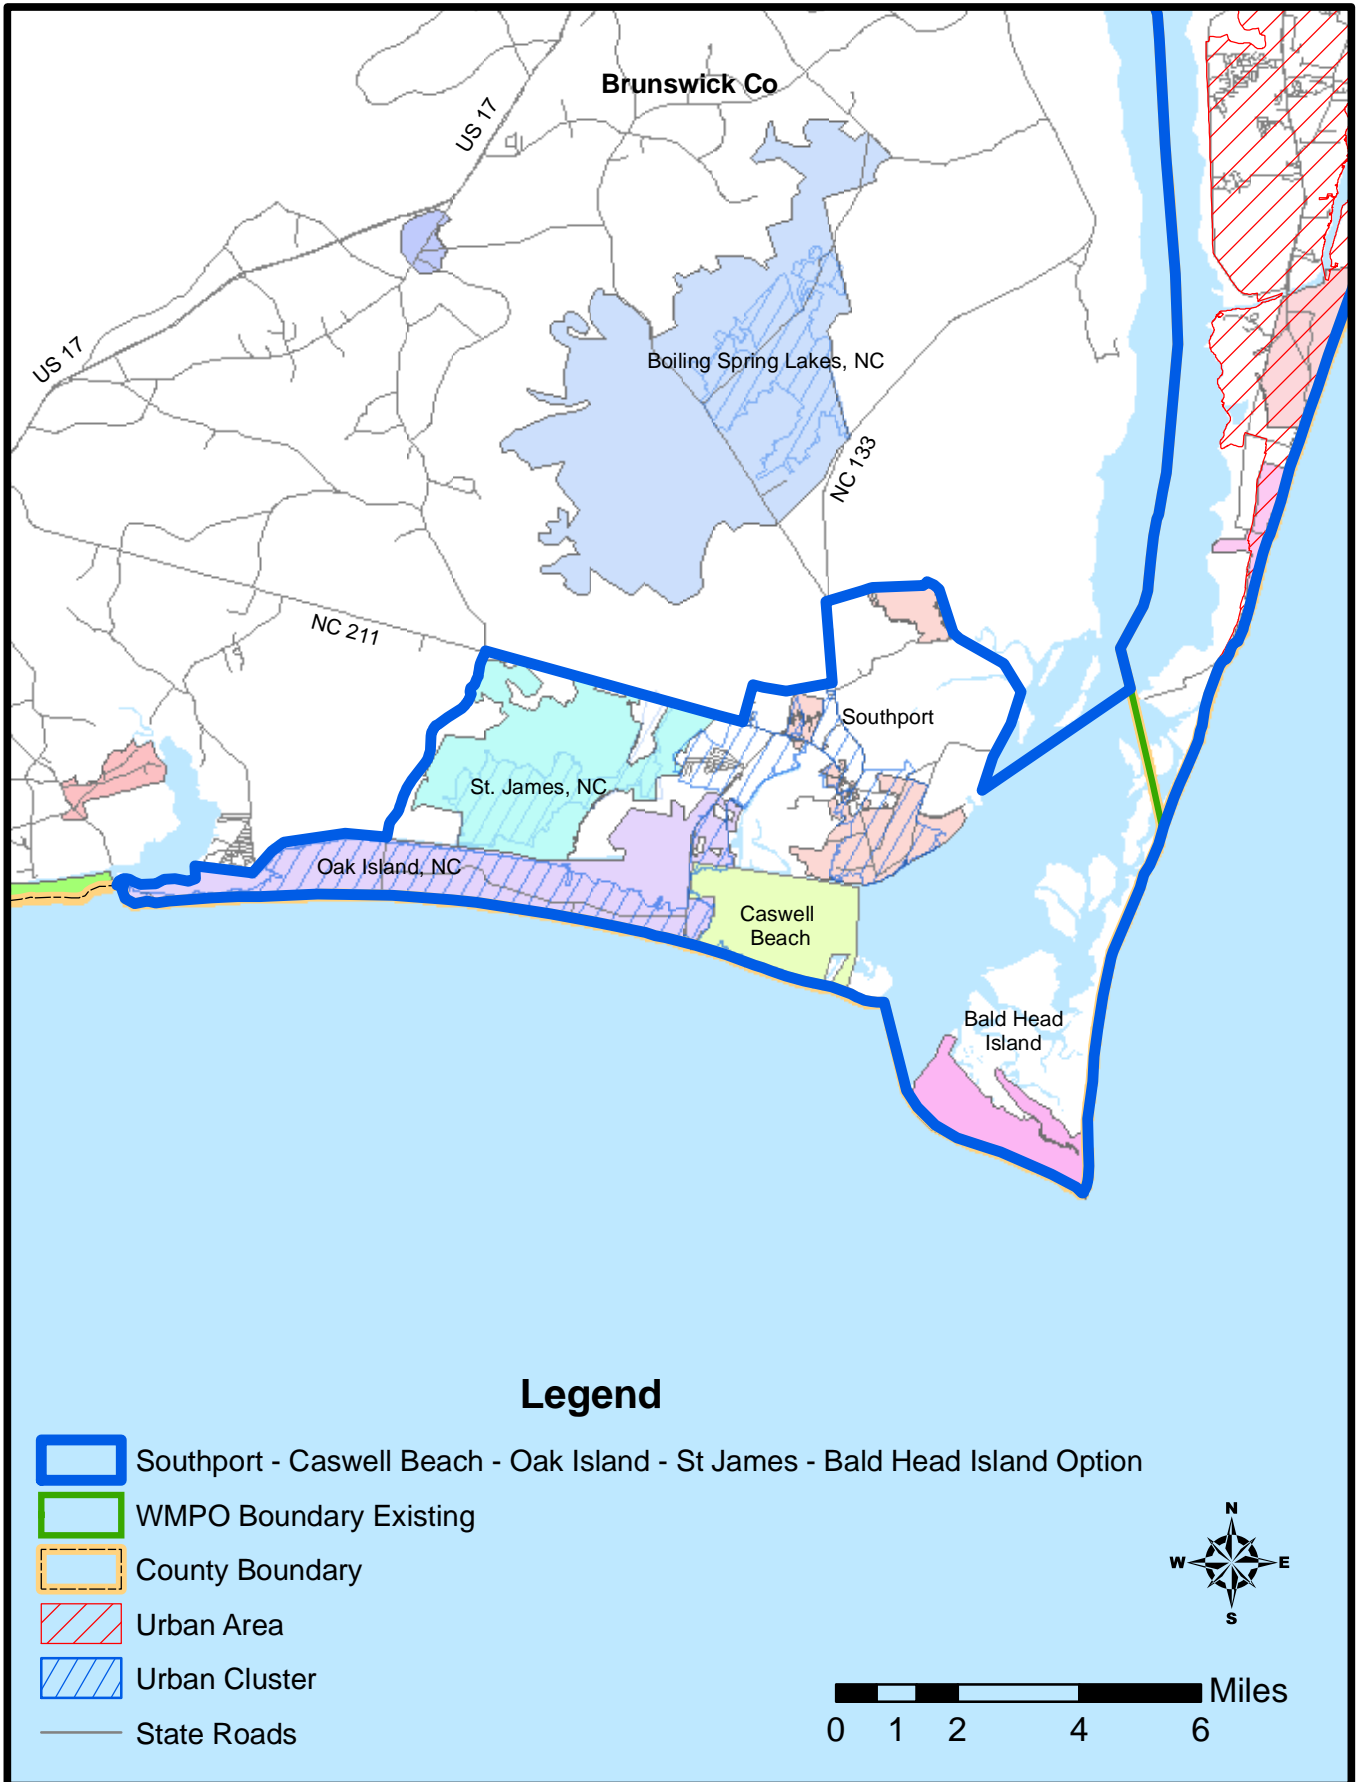 Brunswick Co
US 17
US 17
Boiling Spring Lakes, NC
NC 133
NC 211
Southport
St. James, NC
Oak Island, NC
Caswell
Beach
Bald Head
Island
Legend
Southport - Caswell Beach - Oak Island - St James - Bald Head Island Option
WMPO Boundary Existing
County Boundary
Urban Area
Urban Cluster
State Roads
N
W E
S
Miles
0 1 2 4 6